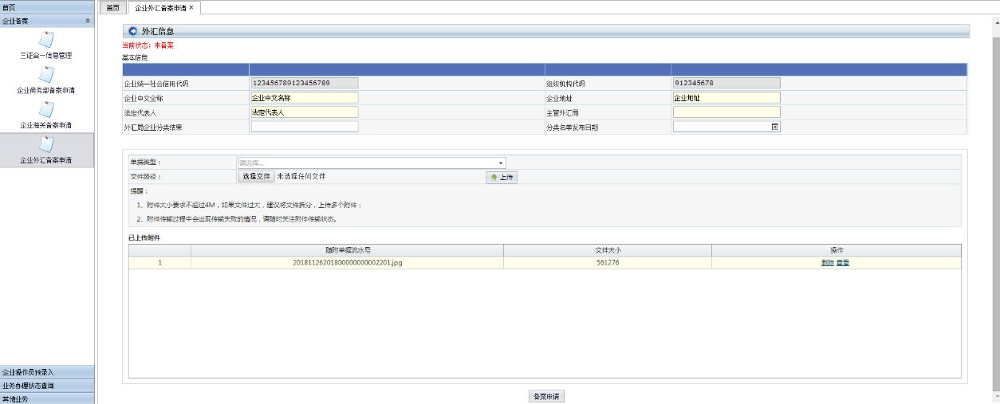 首页
企业备案
三证合一信息管理
企业商务部备案申请
企业海关备案申请
企业外汇备案申请
企业操作员预录入
业务办理状态查询
其他业务
首页 企业外汇备案申请 ×
外汇信息
当前状态：未备案
基本信息
企业统一社会信用代码 123456789123456789 组织机构代码 912345678
企业中文全称 企业中文名称 企业地址 企业地址
法定代表人 法定代表人 主管外汇局
外汇局企业分类结果 分类名单发布日期
单据类型： 请选择...
文件路径： 选择文件 未选择任何文件 上传
提醒：
1、附件大小要求不超过4M，如果文件过大，建议将文件拆分，上传多个附件；
2、附件传输过程中会出现传输失败的情况，请随时关注附件传输状态。
已上传附件
随附单据流水号 文件大小 操作
1 20181126201800000000002201.jpg 561276 删除 查看
备案申请